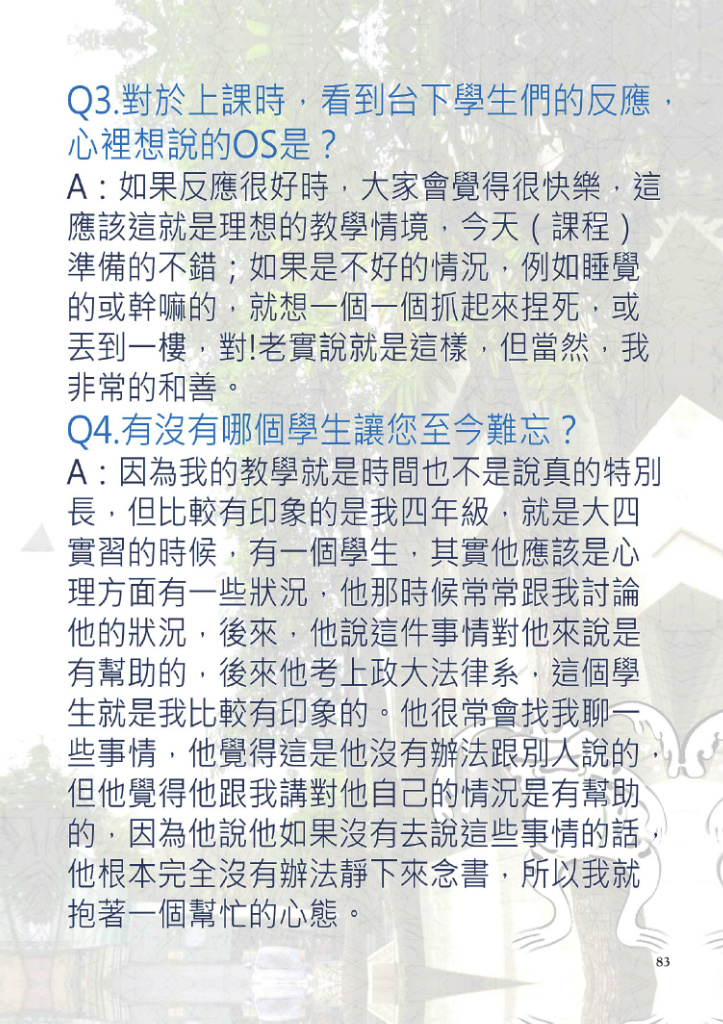 Q3.對於上課時，看到台下學生們的反應，
心裡想說的OS是？
A：如果反應很好時，大家會覺得很快樂，這
應該這就是理想的教學情境，今天（課程）
準備的不錯；如果是不好的情況，例如睡覺
的或幹嘛的，就想一個一個抓起來捏死，或
丟到一樓，對!老實說就是這樣，但當然，我
非常的和善。
Q4.有沒有哪個學生讓您至今難忘？
A：因為我的教學就是時間也不是說真的特別
長，但比較有印象的是我四年級，就是大四
實習的時候，有一個學生，其實他應該是心
理方面有一些狀況，他那時候常常跟我討論
他的狀況，後來，他說這件事情對他來說是
有幫助的，後來他考上政大法律系，這個學
生就是我比較有印象的。他很常會找我聊一
些事情，他覺得這是他沒有辦法跟別人說的，
但他覺得他跟我講對他自己的情況是有幫助
的，因為他說他如果沒有去說這些事情的話，
他根本完全沒有辦法靜下來念書，所以我就
抱著一個幫忙的心態。
83